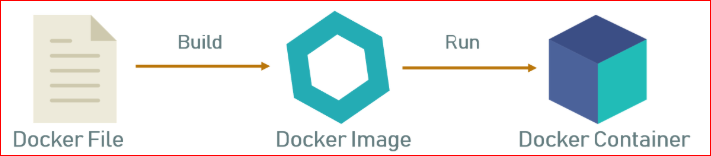 Build
Run
Docker File
Docker Image
Docker Container